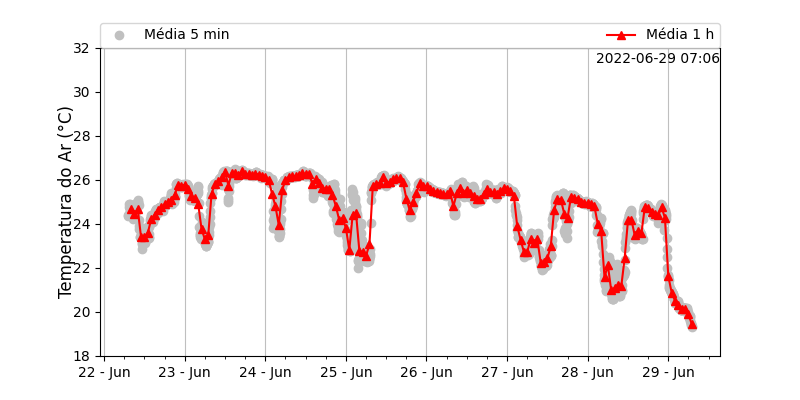 Média 5 min
Média 1 h
2022-06-29 07:06
Temperatura do Ar (°C)
32
30
28
26
24
22
20
18
22 - Jun
23 - Jun
24 - Jun
25 - Jun
26 - Jun
27 - Jun
28 - Jun
29 - Jun